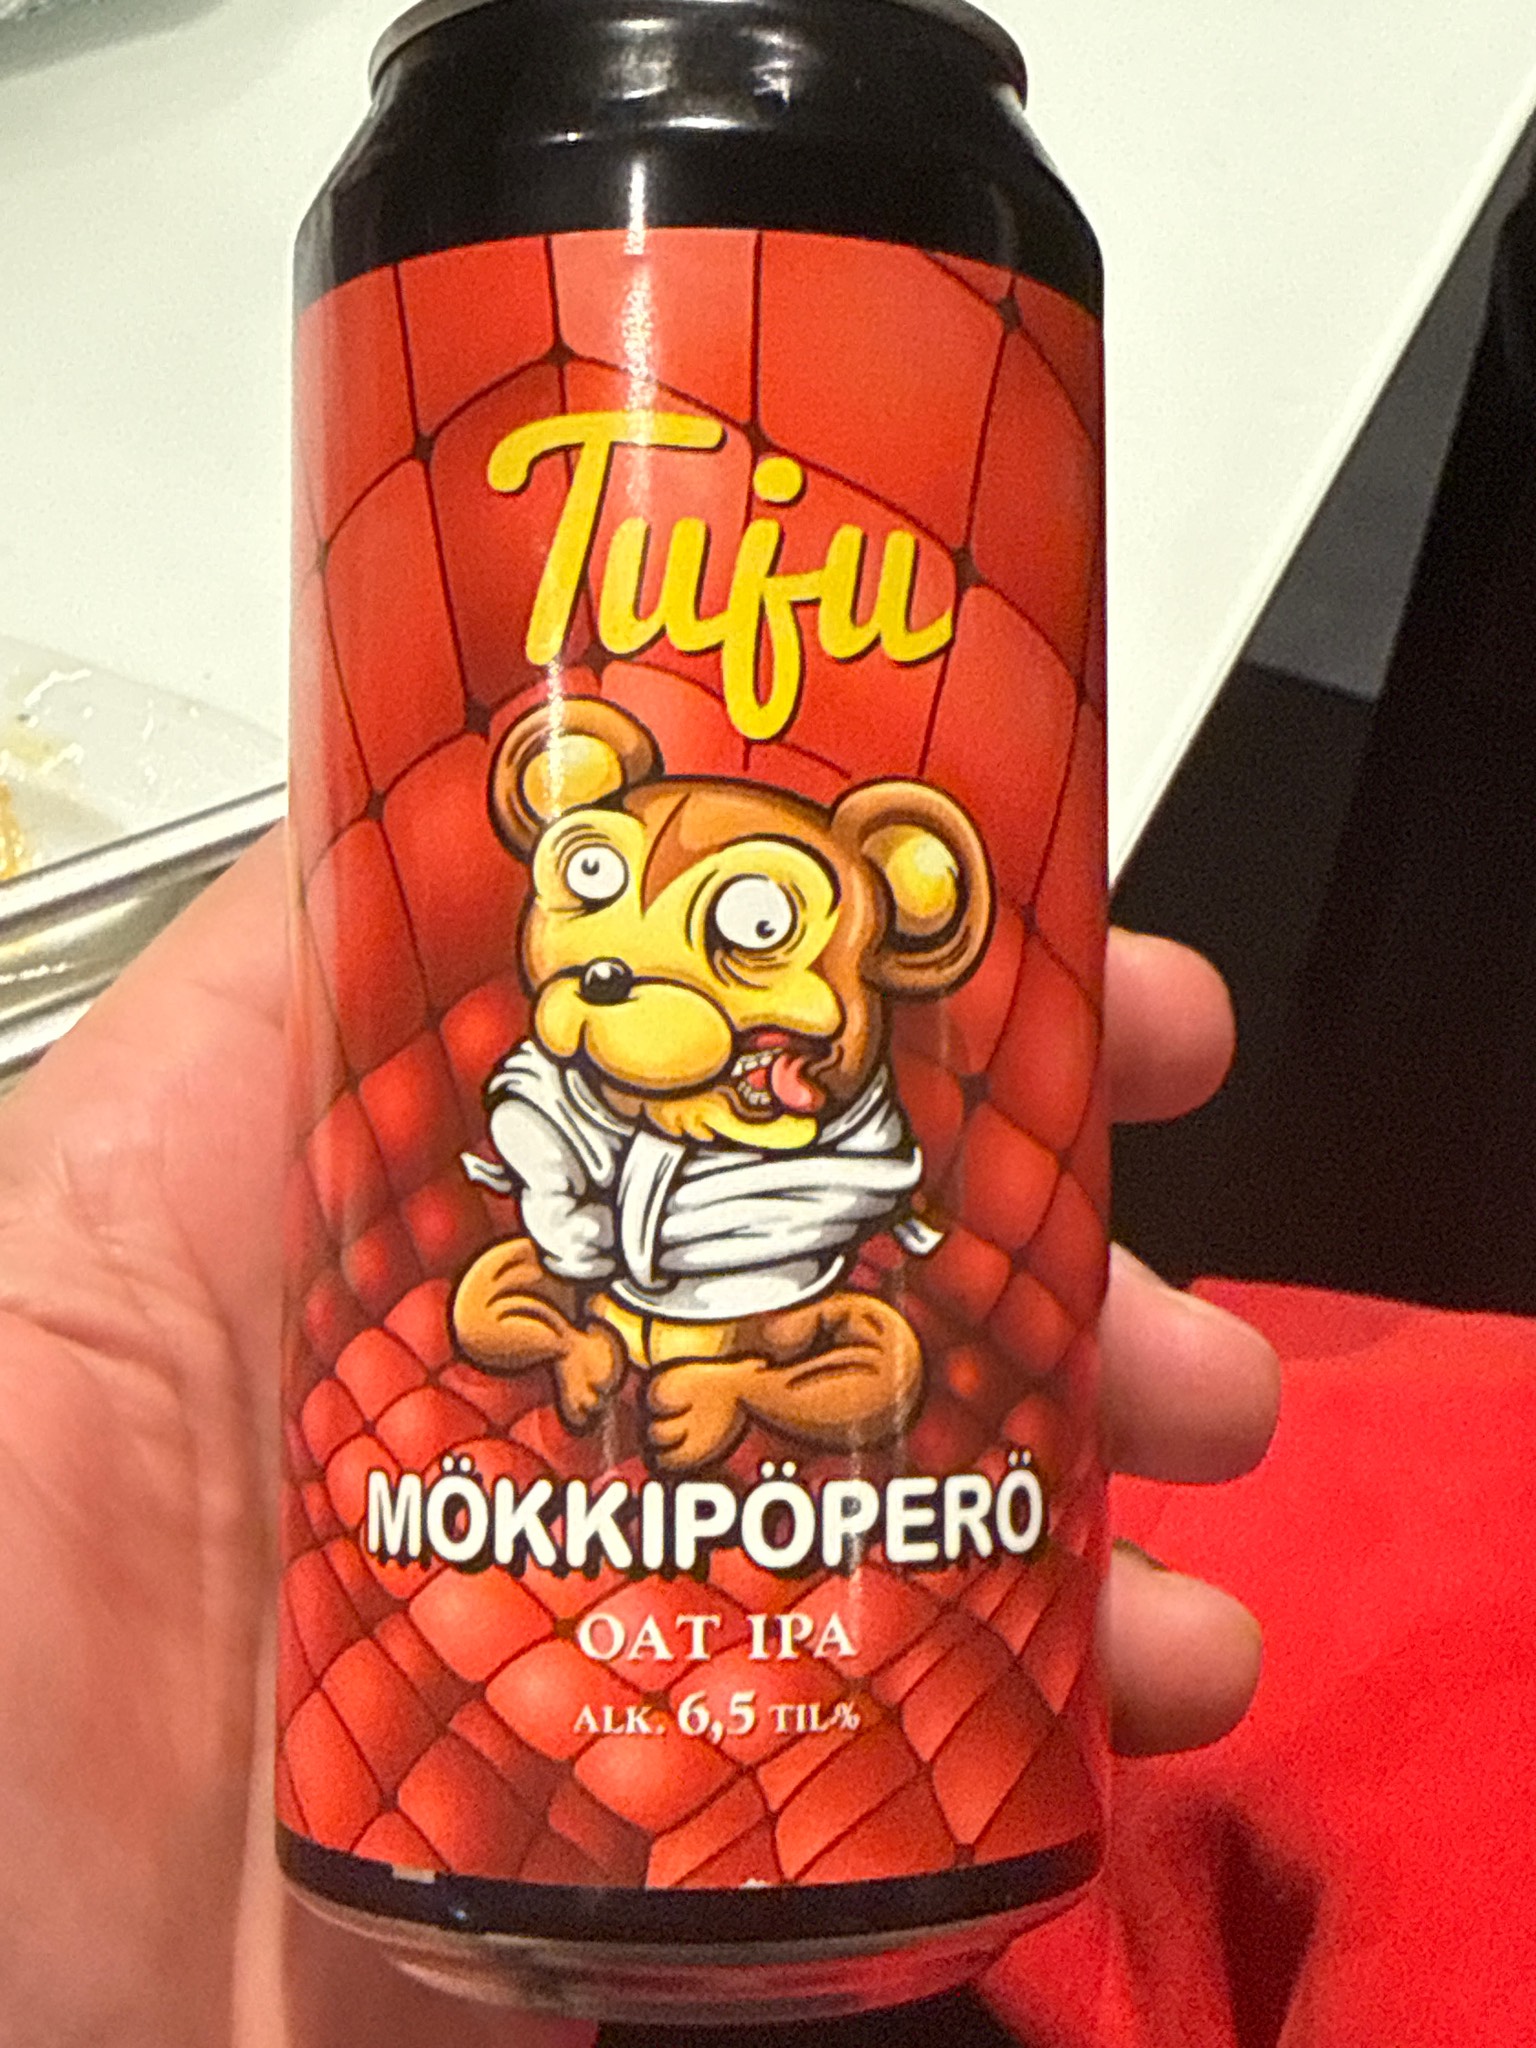 Tuju
MÖKKIPÖPERÖ
OAT IPA
ALK. 6,5 TIL-%